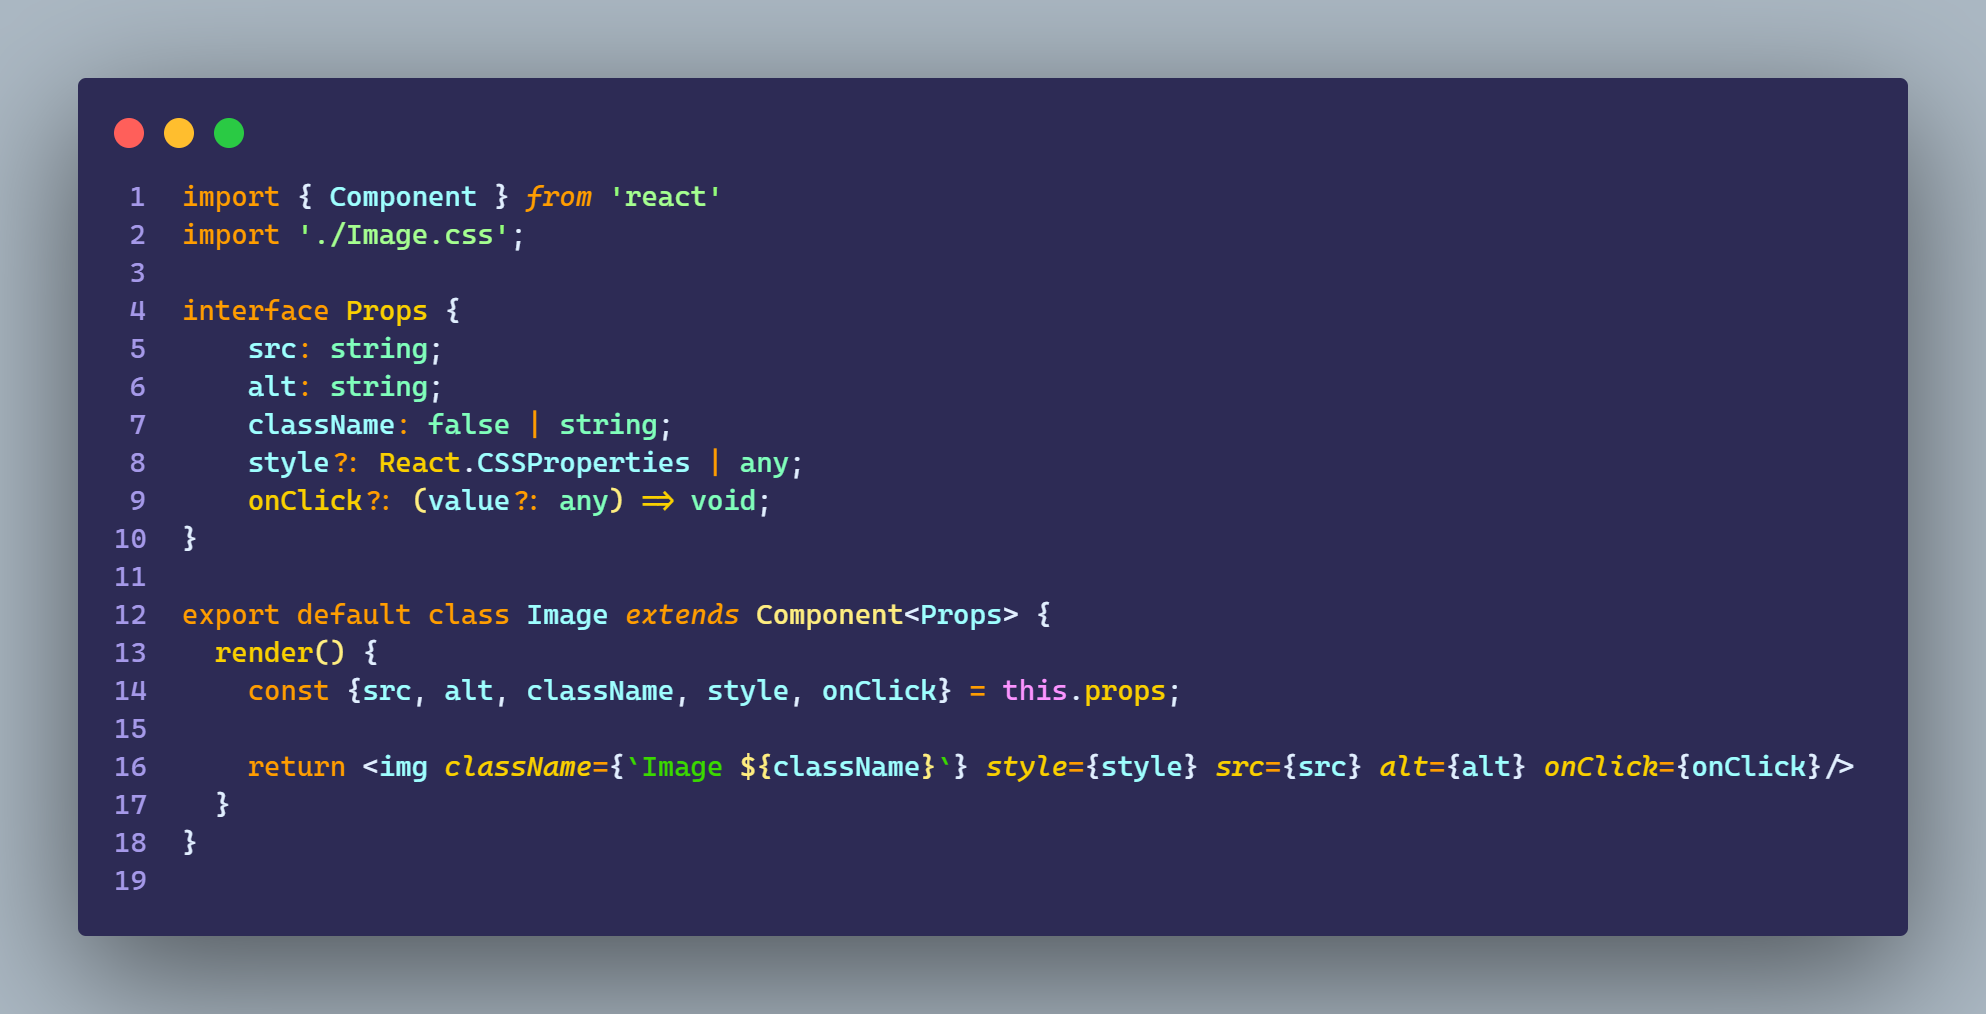 1 import { Component } from 'react'
2 import './Image.css';
3
4 interface Props {
5     src: string;
6     alt: string;
7     className: false | string;
8     style?: React.CSSProperties | any;
9     onClick?: (value?: any) => void;
10 }
11
12 export default class Image extends Component<Props> {
13   render() {
14     const {src, alt, className, style, onClick} = this.props;
15
16     return <img className={`Image ${className}`} style={style} src={src} alt={alt} onClick={onClick}/>
17   }
18 }
19